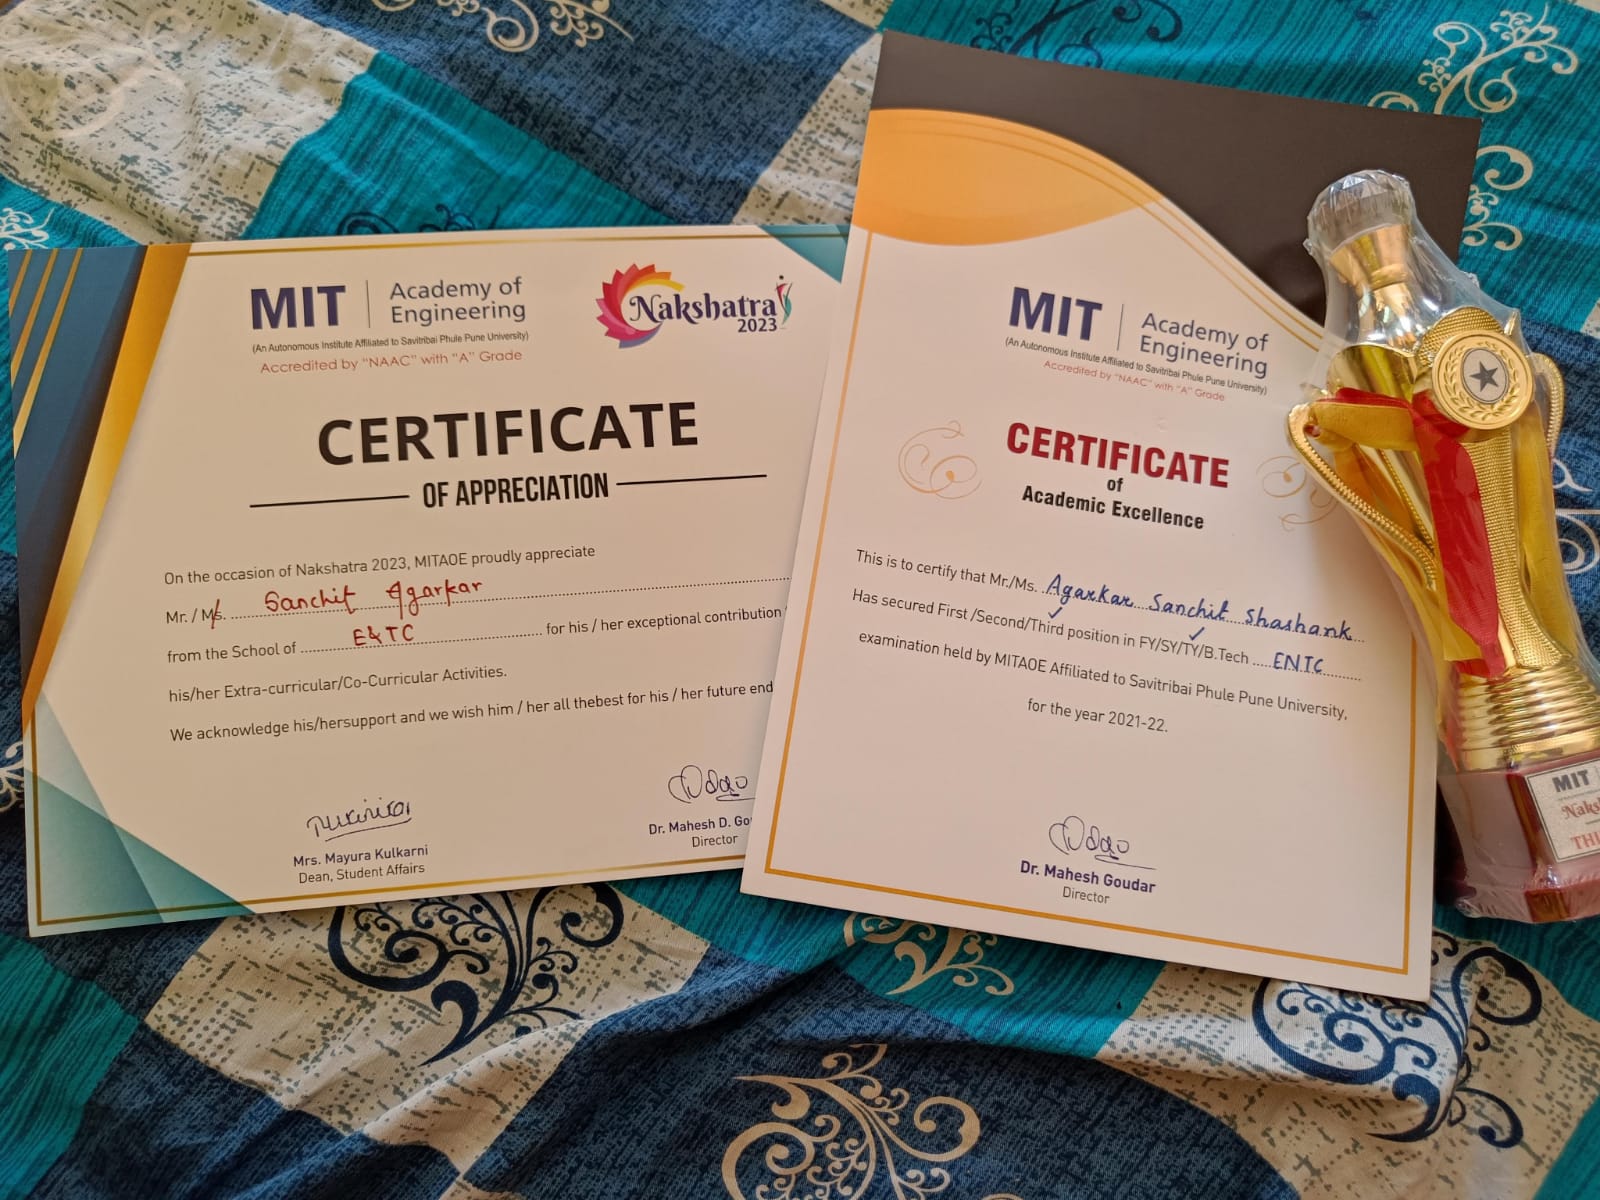 MIT Academy of
Engineering
(An Autonomous Institute Affiliated to Savitribai Phule Pune University)
Accredited by "NAAC" with "A" Grade
Nakshatra
2023
CERTIFICATE
OF APPRECIATION
On the occasion of Nakshatra 2023, MITAOE proudly appreciate
Mr. / Ms. Sanchit Agarkar
from the School of E&TC for his / her exceptional contribution
his/her Extra-curricular/Co-Curricular Activities.
We acknowledge his/hersupport and we wish him / her all thebest for his / her future end
Mrs. Mayura Kulkarni
Dean, Student Affairs
Dr. Mahesh D. Go
Director
MIT Academy of
Engineering
(An Autonomous Institute Affiliated to Savitribai Phule Pune University)
Accredited by "NAAC" with "A" Grade
CERTIFICATE
of
Academic Excellence
This is to certify that Mr./Ms. Agarkar Sanchit Shashank
Has secured First /Second/Third position in FY/SY/TY/B.Tech ENTC
examination held by MITAOE Affiliated to Savitribai Phule Pune University,
for the year 2021-22.
Dr. Mahesh Goudar
Director
MIT
Naks
THI